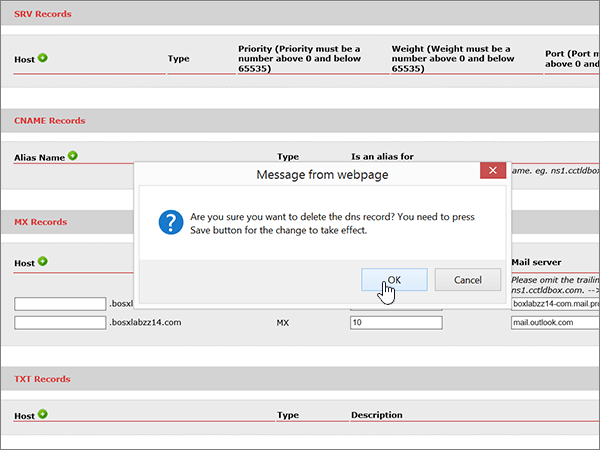 SRV Records
Host Type Priority (Priority must be a number above 0 and below 65535) Weight (Weight must be a number above 0 and below 65535) Port (Port above 0 an
CNAME Records
Alias Name Type Is an alias for
ame. eg. ns1.cctldbox
Message from webpage
Are you sure you want to delete the dns record? You need to press
Save button for the change to take effect.
OK Cancel
MX Records
Host Mail server
Please omit the trailin
ns1.cctldbox.com. -->
.bosxlabzz14.com boxlabzz14-com.mail.pro
.bosxlabzz14.com MX 10 mail.outlook.com
TXT Records
Host Type Description